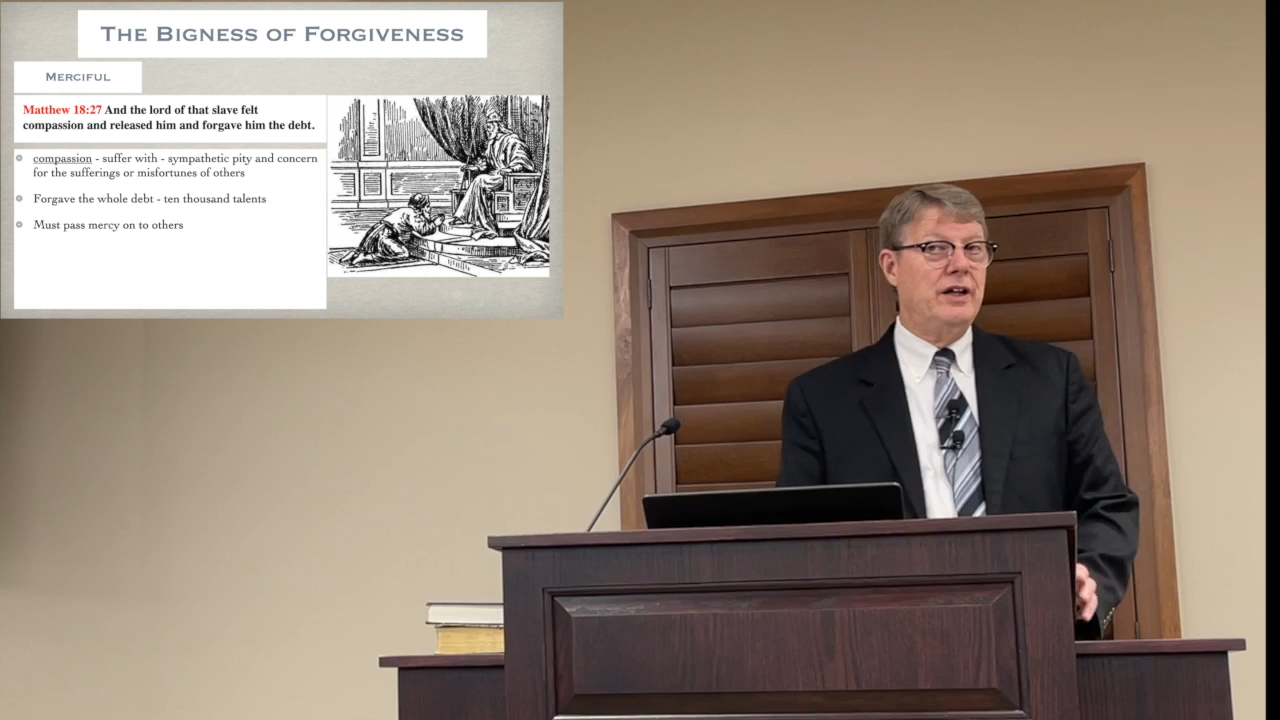 THE BIGNESS OF FORGIVENESS
MERCIFUL
Matthew 18:27 And the lord of that slave felt
compassion and released him and forgave him the debt.
compassion - suffer with - sympathetic pity and concern
for the sufferings or misfortunes of others
Forgave the whole debt - ten thousand talents
Must pass mercy on to others